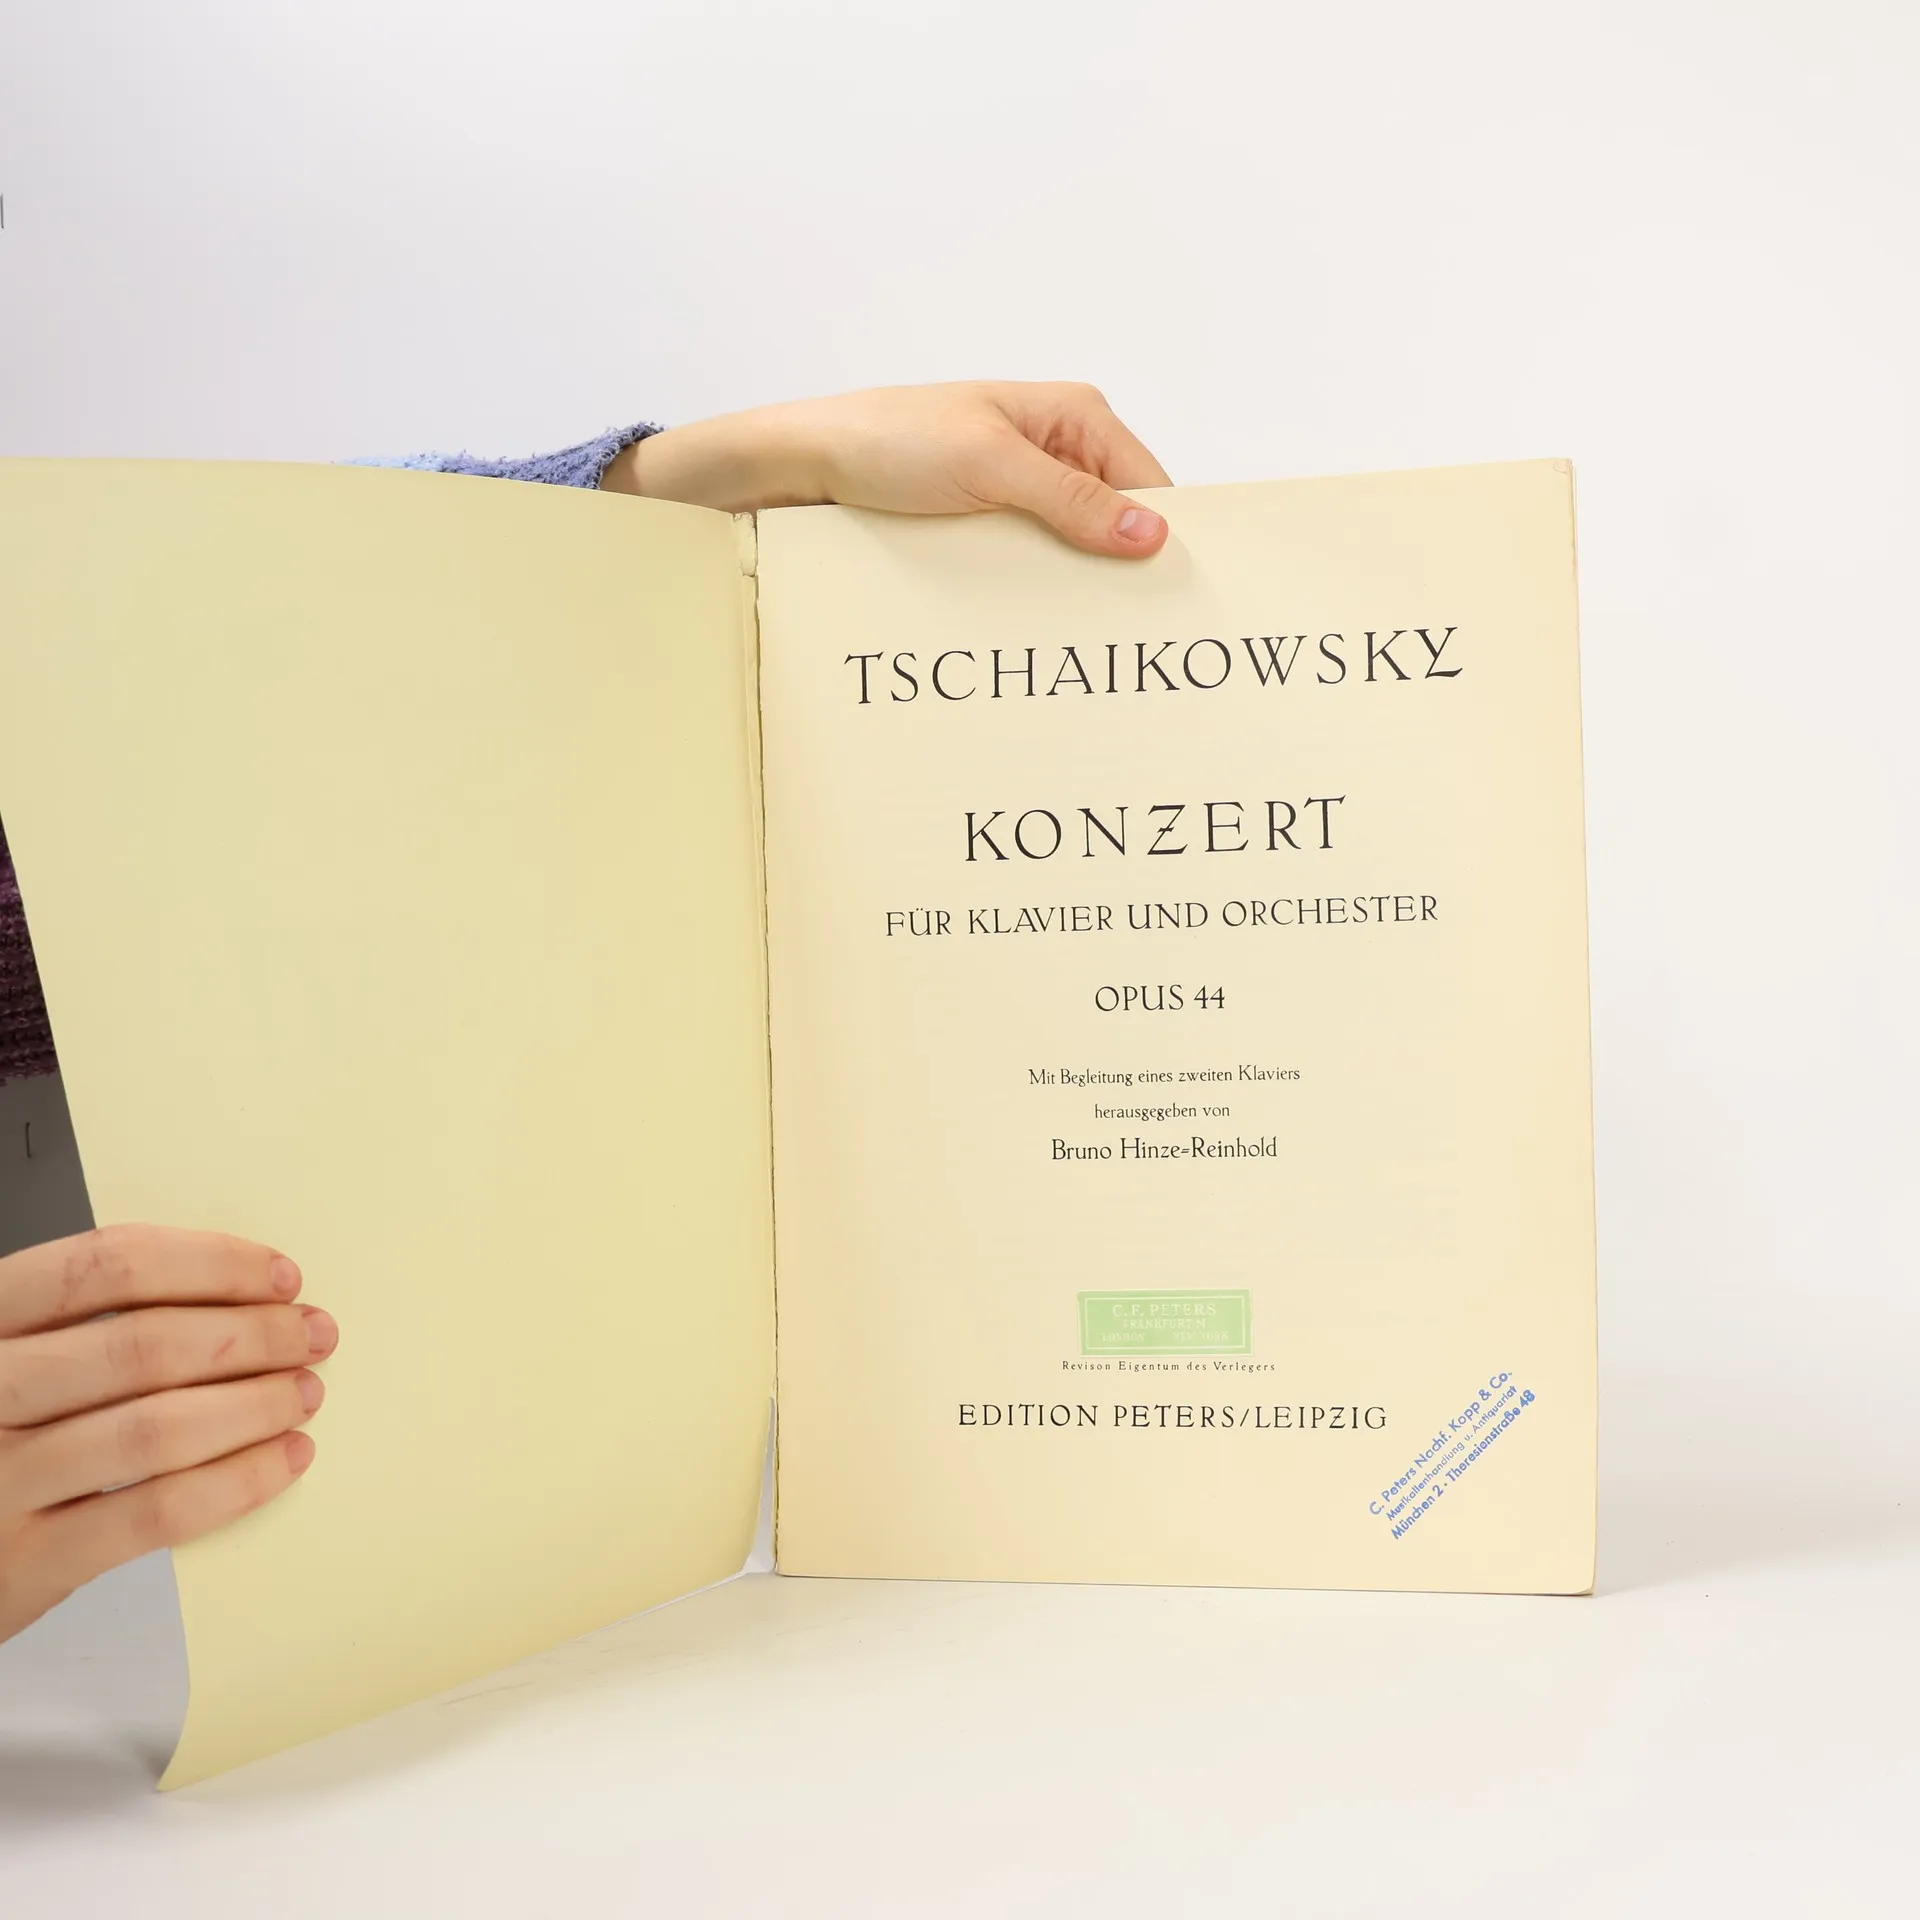 TSCHAIKOWSKY
KONZERT
FÜR KLAVIER UND ORCHESTER
OPUS 44
Mit Begleitung eines zweiten Klaviers
herausgegeben von
Bruno Hinze-Reinhold
C. F. PETERS
FRANKFURT/M
LONDON NEW YORK
Revison Eigentum des Verlegers
EDITION PETERS/LEIPZIG
C. Peters Nachf. Kopp & Co.
Musikalienhandlung u. Antiquariat
München 2 · Theresienstraße 48